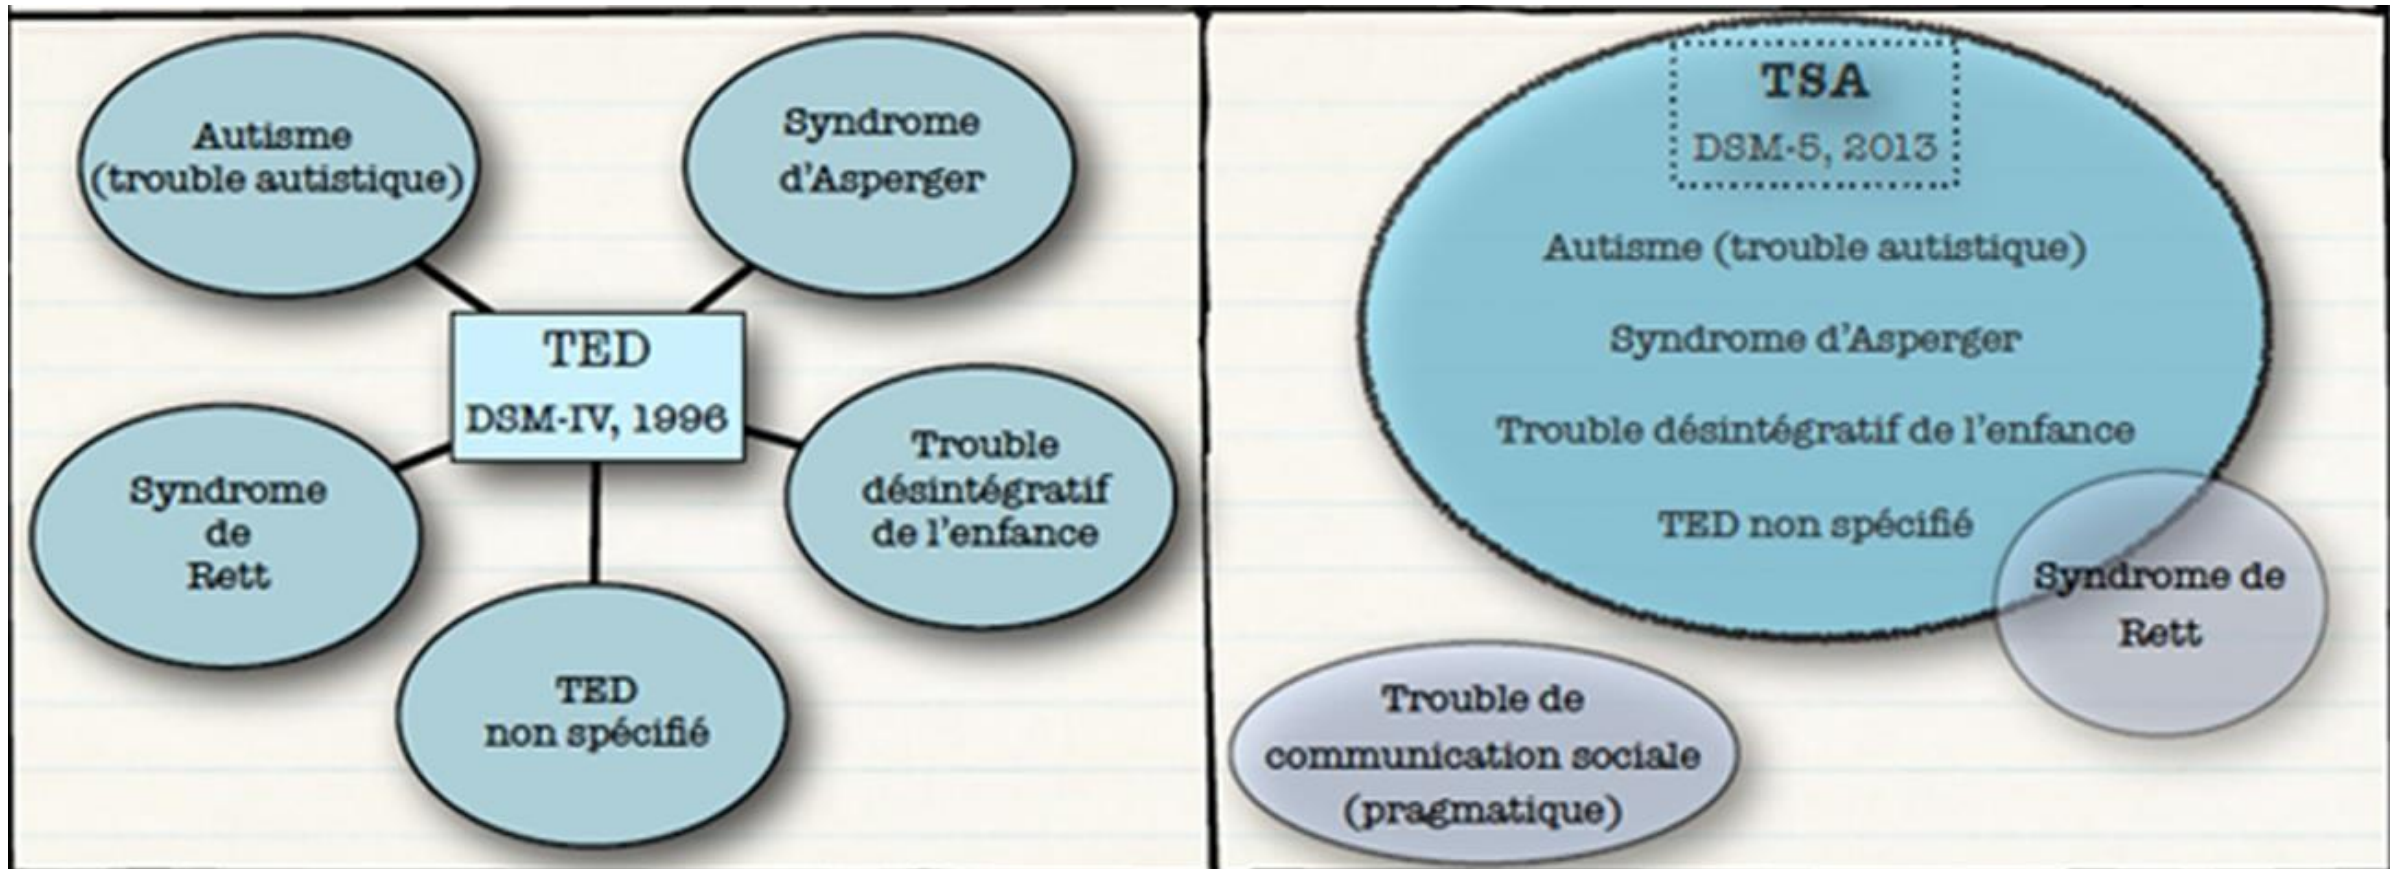 Autisme
(trouble autistique)
Syndrome
d'Asperger
TED
DSM-IV, 1996
Syndrome
de
Rett
Trouble
désintégratif
de l'enfance
TED
non spécifié
TSA
DSM-5, 2013
Autisme (trouble autistique)
Syndrome d'Asperger
Trouble désintégratif de l'enfance
TED non spécifié
Syndrome de
Rett
Trouble de
communication sociale
(pragmatique)